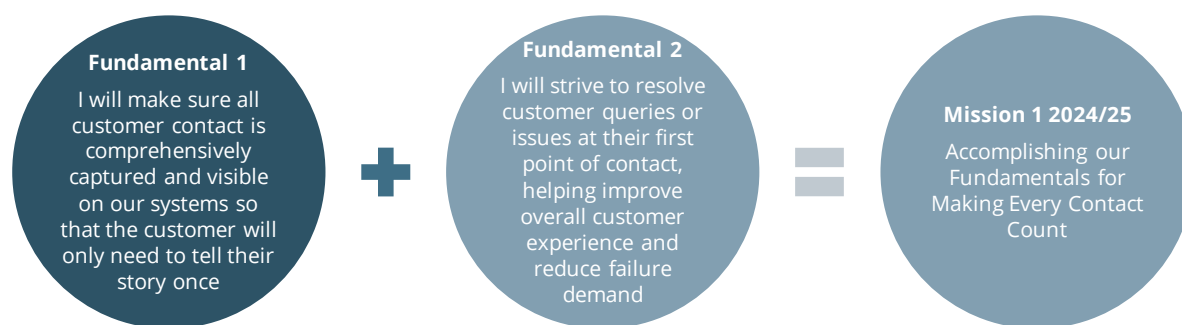 Fundamental 1
I will make sure all
customer contact is
comprehensively
captured and visible
on our systems so
that the customer will
only need to tell their
story once
Fundamental 2
I will strive to resolve
customer queries or
issues at their first
point of contact,
helping improve
overall customer
experience and
reduce failure
demand
Mission 1 2024/25
Accomplishing our
Fundamentals for
Making Every Contact
Count